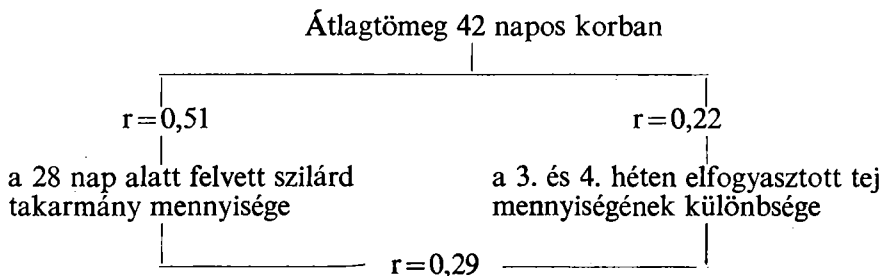 Átlagtömeg 42 napos korban
r=0,51
r=0,22
a 28 nap alatt felvett szilárd
takarmány mennyisége
a 3. és 4. héten elfogyasztott tej
mennyiségének különbsége
r=0,29